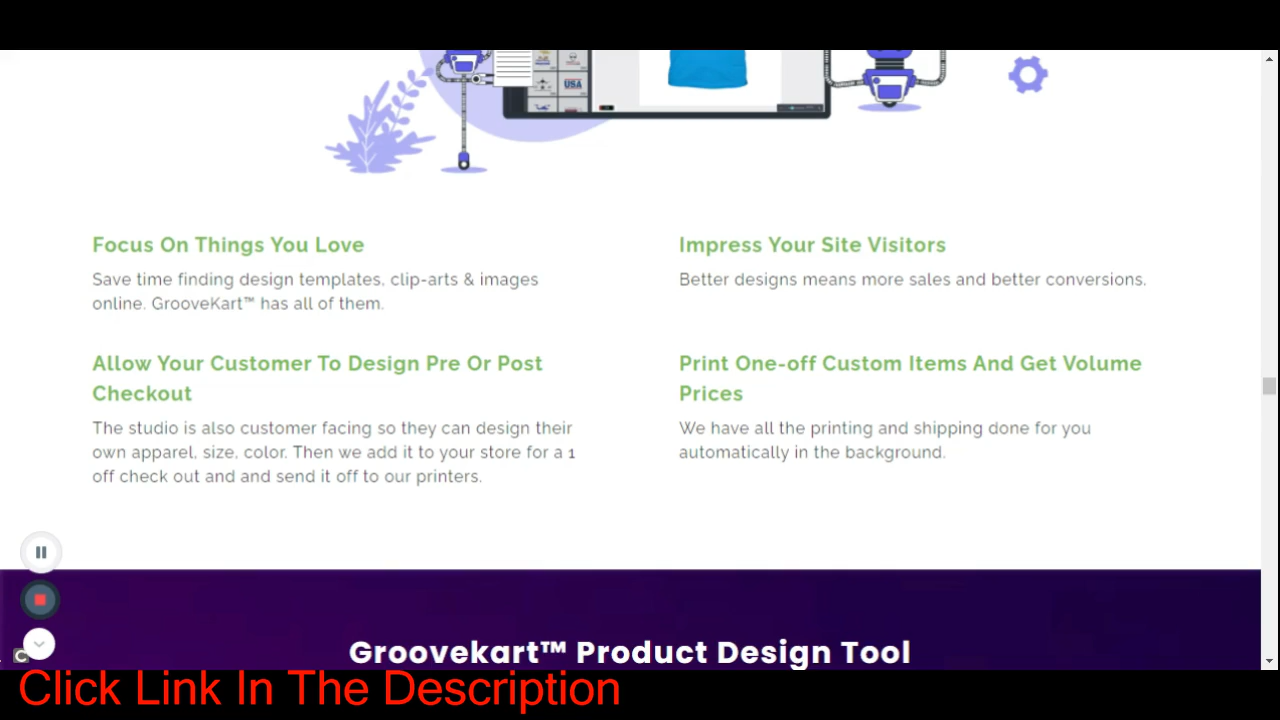 USA
Focus On Things You Love
Save time finding design templates, clip-arts & images
online. GrooveKart™ has all of them.
Impress Your Site Visitors
Better designs means more sales and better conversions.
Allow Your Customer To Design Pre Or Post
Checkout
The studio is also customer facing so they can design their
own apparel, size, color. Then we add it to your store for a 1
off check out and and send it off to our printers.
Print One-off Custom Items And Get Volume
Prices
We have all the printing and shipping done for you
automatically in the background.
Groovekart™ Product Design Tool
Click Link In The Description